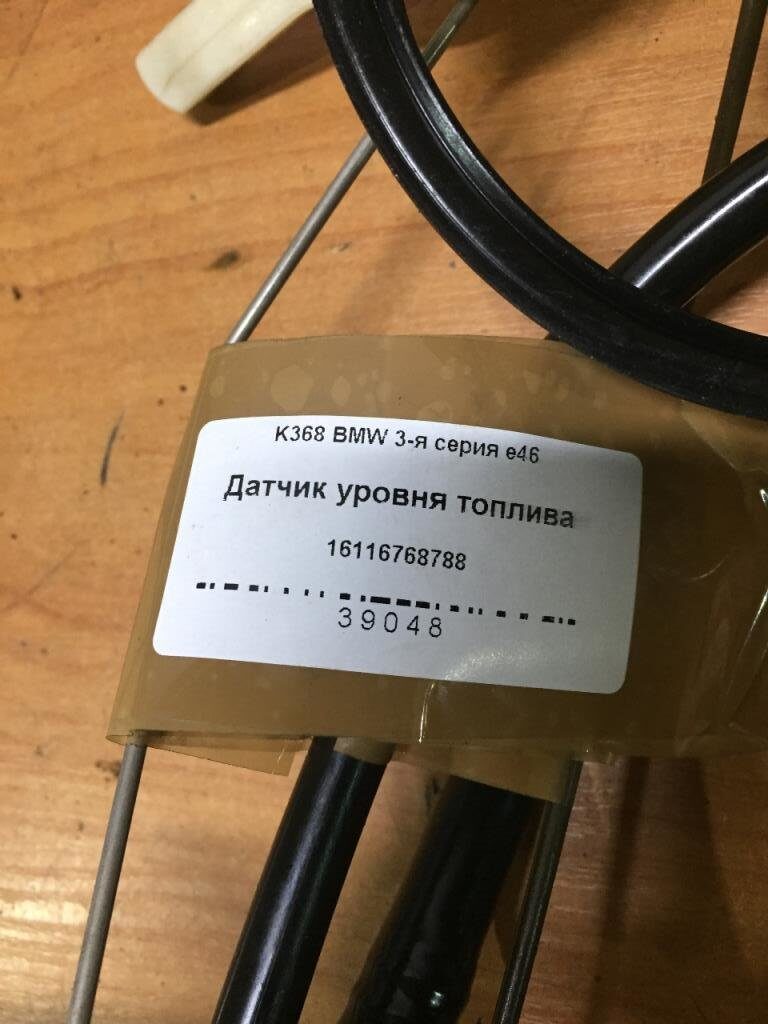 K368 BMW 3-я серия e46
Датчик уровня топлива
16116768788
39048